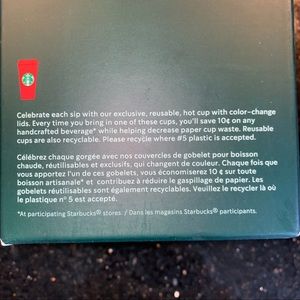 Celebrate each sip with our exclusive, reusable, hot cup with color-change
lids. Every time you bring in one of these cups, you'll save 10¢ on any
handcrafted beverage* while helping decrease paper cup waste. Reusable
cups are also recyclable. Please recycle where #5 plastic is accepted.
Célébrez chaque gorgée avec nos couvercles de gobelet pour boisson
chaude, réutilisables et exclusifs, qui changent de couleur. Chaque fois que
vous apportez l'un de ces gobelets, vous économiserez 10 ¢ sur toute
boisson artisanale* et contribuez à réduire le gaspillage de papier. Les
gobelets réutilisables sont également recyclables. Veuillez le recycler là où
le plastique n° 5 est accepté.
*At participating Starbucks® stores. / Dans les magasins Starbucks® participants.